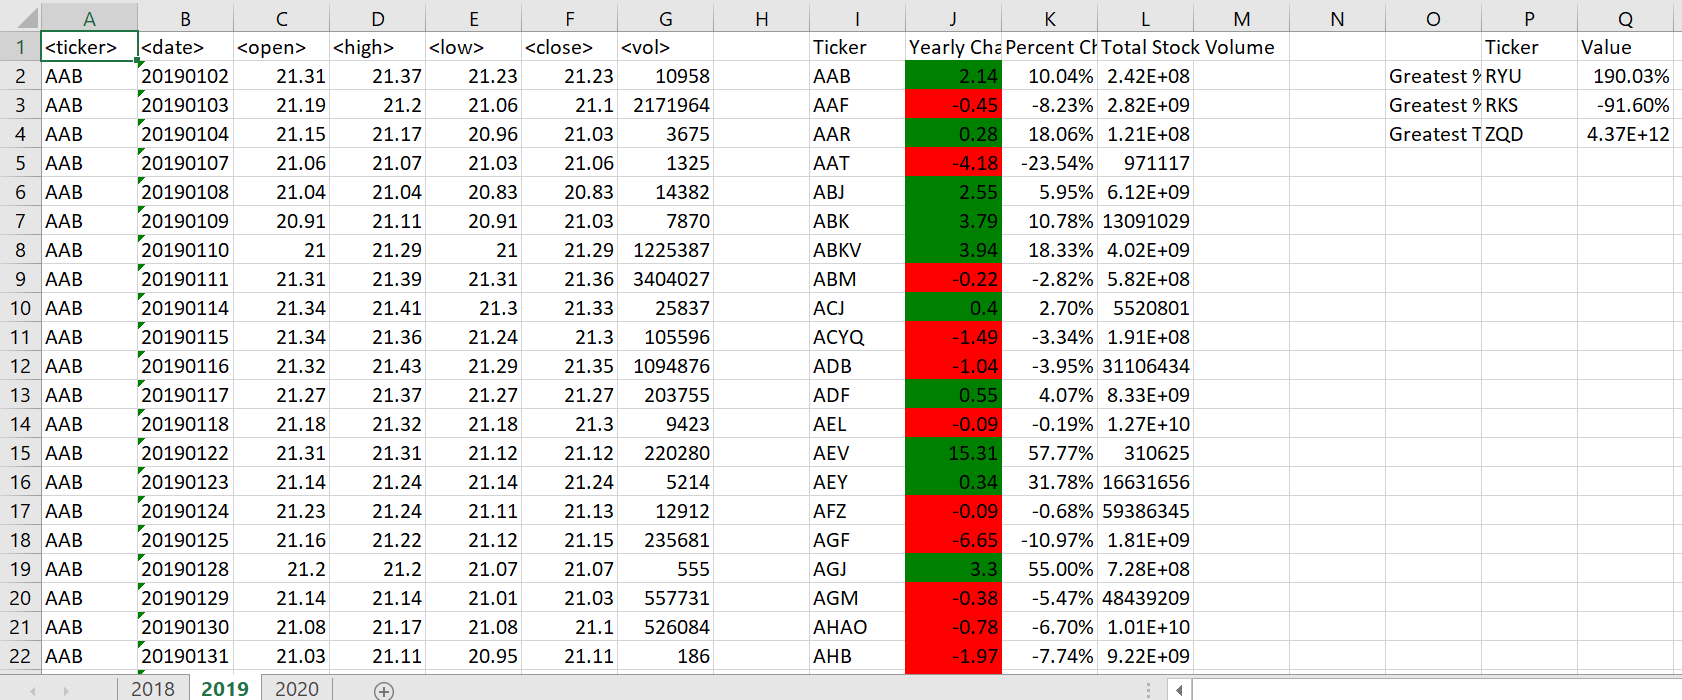 A B C D E F G H I J K L M N O P Q
1 <ticker> <date> <open> <high> <low> <close> <vol> Ticker Yearly Cha Percent Ch Total Stock Volume Ticker Value
2 AAB 20190102 21.31 21.37 21.23 21.23 10958 AAB 2.14 10.04% 2.42E+08 Greatest % RYU 190.03%
3 AAB 20190103 21.19 21.2 21.06 21.1 2171964 AAF -0.45 -8.23% 2.82E+09 Greatest % RKS -91.60%
4 AAB 20190104 21.15 21.17 20.96 21.03 3675 AAR 0.28 18.06% 1.21E+08 Greatest T ZQD 4.37E+12
5 AAB 20190107 21.06 21.07 21.03 21.06 1325 AAT -4.18 -23.54% 971117
6 AAB 20190108 21.04 21.04 20.83 20.83 14382 ABJ 2.55 5.95% 6.12E+09
7 AAB 20190109 20.91 21.11 20.91 21.03 7870 ABK 3.79 10.78% 13091029
8 AAB 20190110 21 21.29 21 21.29 1225387 ABKV 3.94 18.33% 4.02E+09
9 AAB 20190111 21.31 21.39 21.31 21.36 3404027 ABM -0.22 -2.82% 5.82E+08
10 AAB 20190114 21.34 21.41 21.3 21.33 25837 ACJ 0.4 2.70% 5520801
11 AAB 20190115 21.34 21.36 21.24 21.3 105596 ACYQ -1.49 -3.34% 1.91E+08
12 AAB 20190116 21.32 21.43 21.29 21.35 1094876 ADB -1.04 -3.95% 31106434
13 AAB 20190117 21.27 21.37 21.27 21.27 203755 ADF 0.55 4.07% 8.33E+09
14 AAB 20190118 21.18 21.32 21.18 21.3 9423 AEL -0.09 -0.19% 1.27E+10
15 AAB 20190122 21.31 21.31 21.12 21.12 220280 AEV 15.31 57.77% 310625
16 AAB 20190123 21.14 21.24 21.14 21.24 5214 AEY 0.34 31.78% 16631656
17 AAB 20190124 21.23 21.24 21.11 21.13 12912 AFZ -0.09 -0.68% 59386345
18 AAB 20190125 21.16 21.22 21.12 21.15 235681 AGF -6.65 -10.97% 1.81E+09
19 AAB 20190128 21.2 21.2 21.07 21.07 555 AGJ 3.3 55.00% 7.28E+08
20 AAB 20190129 21.14 21.14 21.01 21.03 557731 AGM -0.38 -5.47% 48439209
21 AAB 20190130 21.08 21.17 21.08 21.1 526084 AHAO -0.78 -6.70% 1.01E+10
22 AAB 20190131 21.03 21.11 20.95 21.11 186 AHB -1.97 -7.74% 9.22E+09
2018 2019 2020